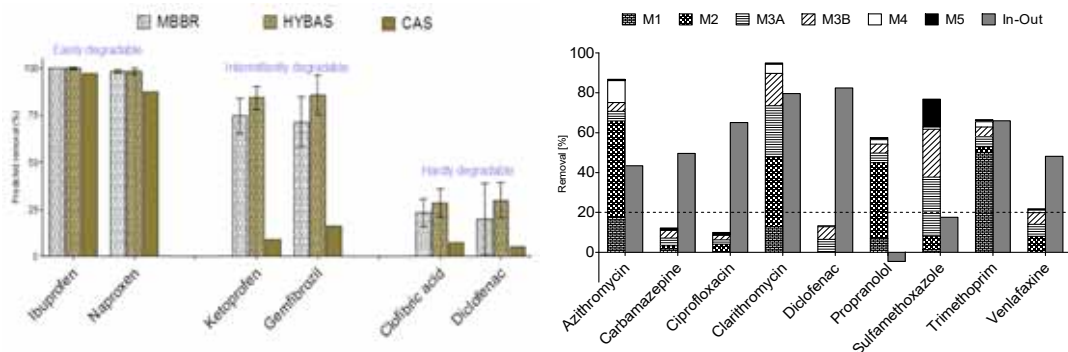 MBBR HYBAS CAS
Easily degradable
Intermittently degradable
Hardly degradable
Predicted removal (%)
100
75
50
25
0
Ibuprofen
Naproxen
Ketoprofen
Gemfibrozil
Clofibric acid
Diclofenac
M1 M2 M3A M3B M4 M5 In-Out
Removal [%]
100
80
60
40
20
0
Azithromycin
Carbamazepine
Ciprofloxacin
Clarithromycin
Diclofenac
Propranolol
Sulfamethoxazole
Trimethoprim
Venlafaxine